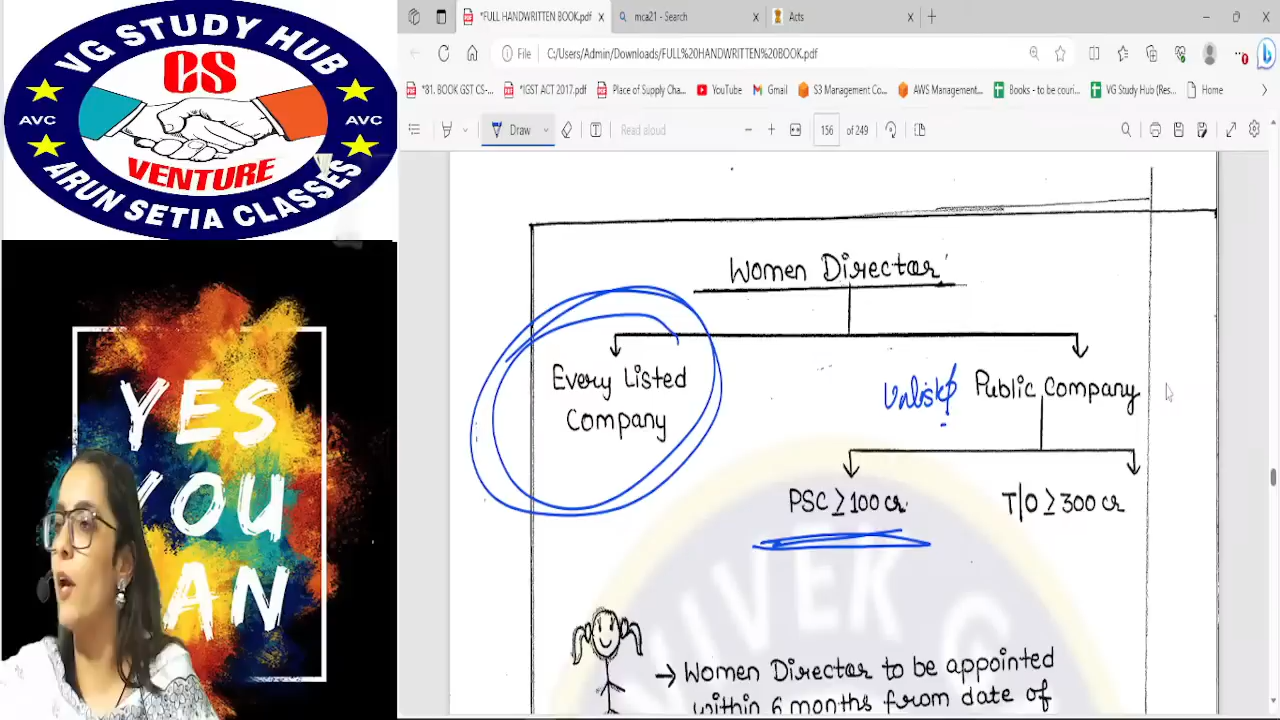 VG STUDY HUB
CS
AVC
AVC
VENTURE
ARUN SETIA CLASSES
YES
YOU
CAN
*FULL HANDWRITTEN BOOK.pdf
mca21 - Search
Acts
File
C:/Users/Admin/Downloads/FULL%20HANDWRITTEN%20BOOK.pdf
*81. BOOK GST CS-...
*IGST ACT 2017.pdf
Place of Supply Cha...
YouTube
Gmail
S3 Management Co...
AWS Management...
Books - to be couri...
VG Study Hub (Res...
Home
Draw
Read aloud
156
of 249
Women Director
Every Listed
Company
Public Company
PSC ≥ 100 cr.
T|O ≥ 300 cr
→ Women Director to be appointed
within 6 months from date of